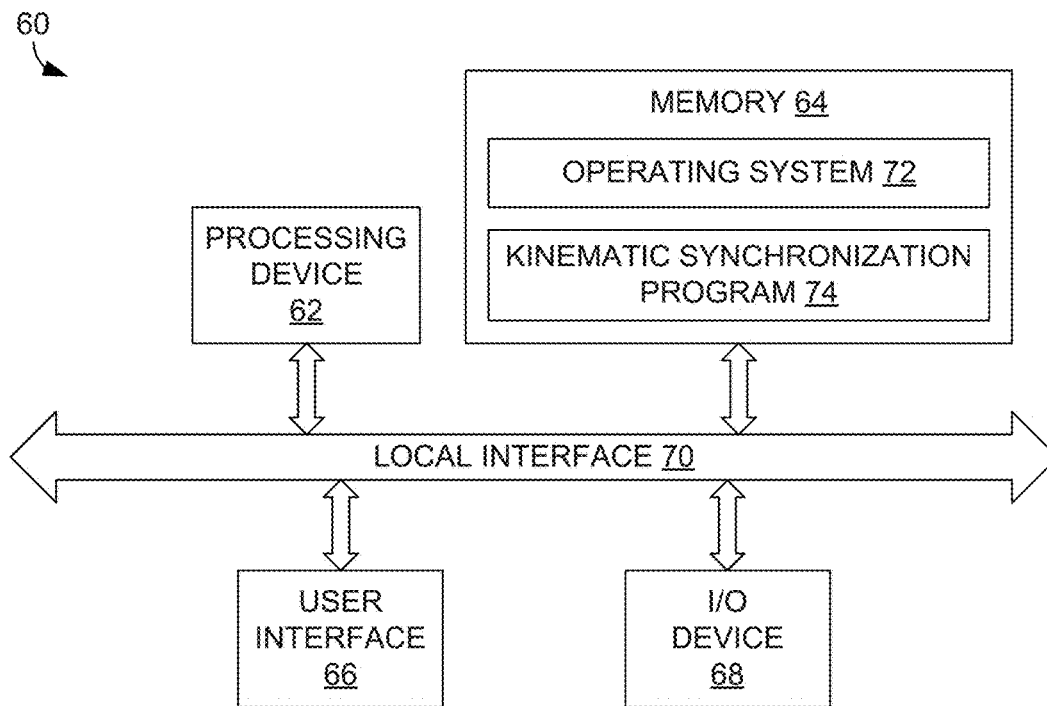 60
MEMORY 64
OPERATING SYSTEM 72
KINEMATIC SYNCHRONIZATION
PROGRAM 74
PROCESSING
DEVICE
62
LOCAL INTERFACE 70
USER
INTERFACE
66
I/O
DEVICE
68